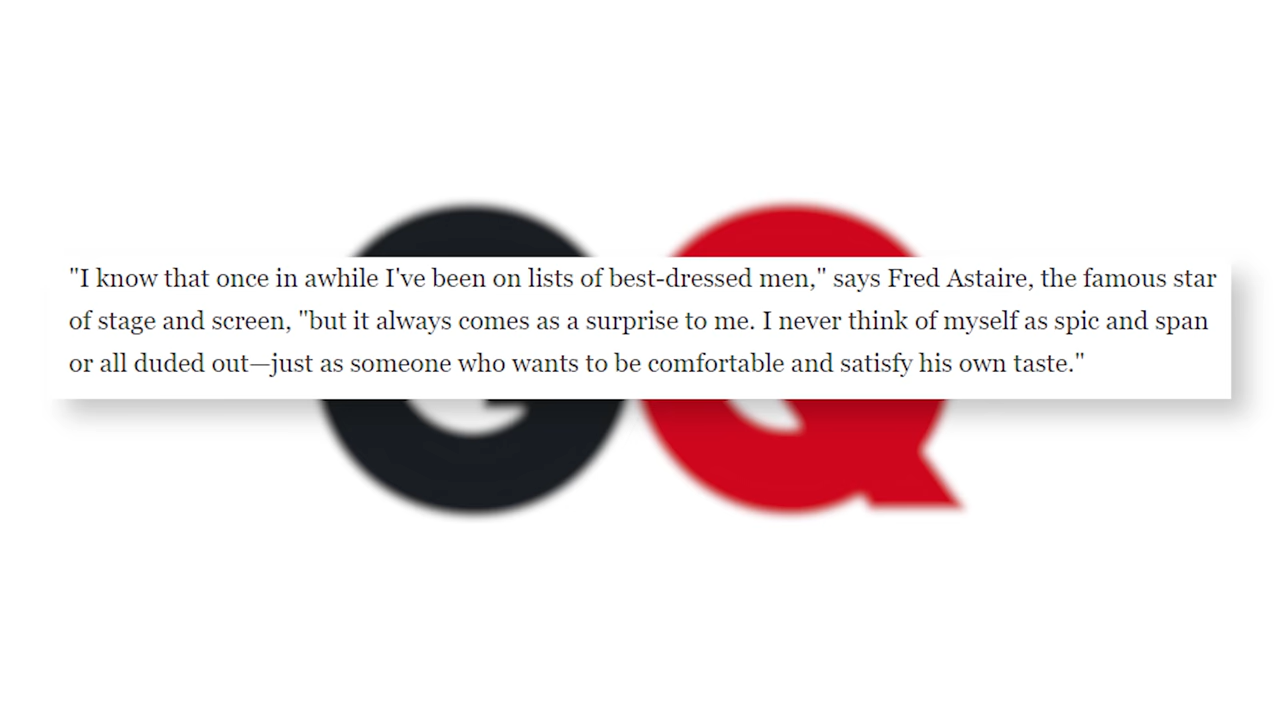 GQ
"I know that once in awhile I've been on lists of best-dressed men," says Fred Astaire, the famous star
of stage and screen, "but it always comes as a surprise to me. I never think of myself as spic and span
or all duded out—just as someone who wants to be comfortable and satisfy his own taste."